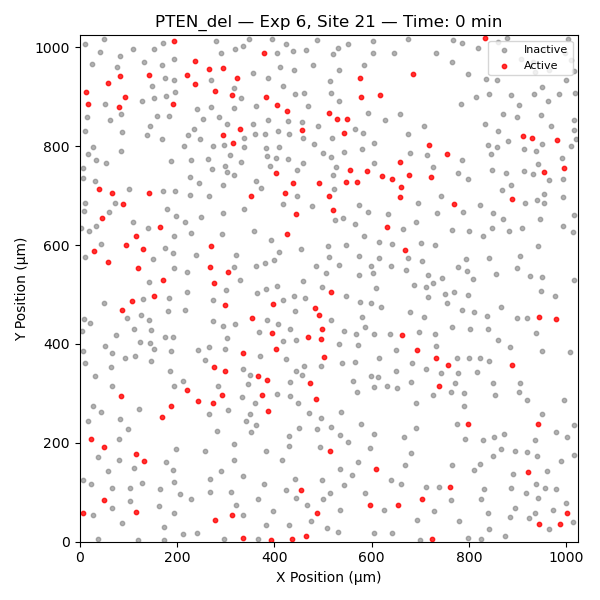 PTEN_del — Exp 6, Site 21 — Time: 0 min
Inactive
Active
1000
800
600
400
200
0
Y Position (μm)
0 200 400 600 800 1000
X Position (μm)